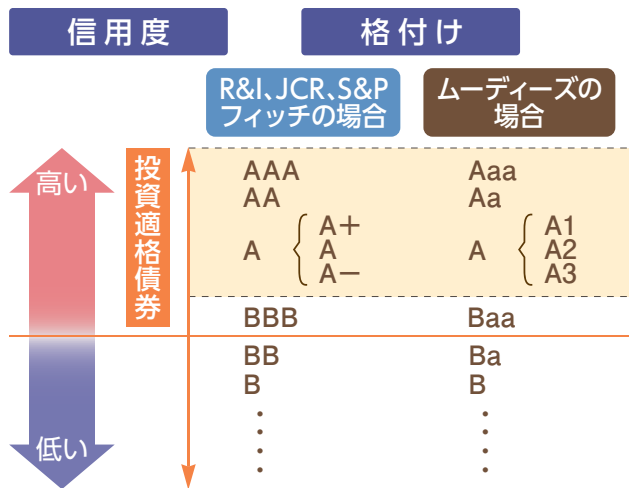 信用度
格付け
R&I、JCR、S&P
フィッチの場合
ムーディーズの
場合
高い
低い
投資適格債券
AAA Aaa
AA Aa
A＋ A1
A A A A2
A－ A3
BBB Baa
BB Ba
B B